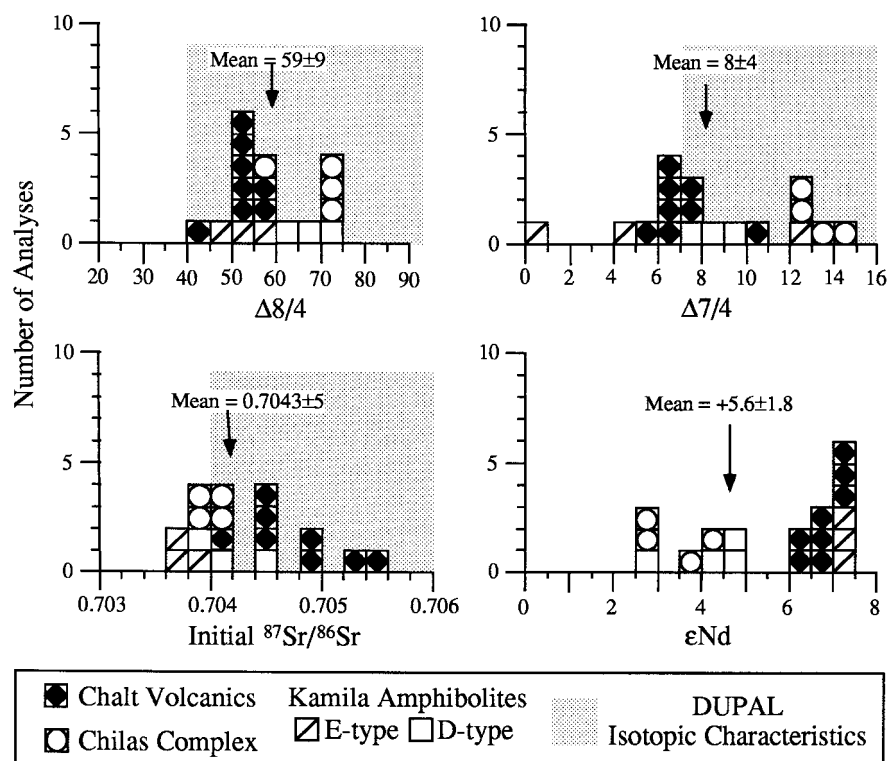 Number of Analyses
10
5
0
Mean = 59±9
20 30 40 50 60 70 80 90
Δ8/4
10
5
0
Mean = 8±4
0 2 4 6 8 10 12 14 16
Δ7/4
10
5
0
Mean = 0.7043±5
0.703 0.704 0.705 0.706
Initial ⁸⁷Sr/⁸⁶Sr
10
5
0
Mean = +5.6±1.8
0 2 4 6 8
εNd
Chalt Volcanics
Chilas Complex
Kamila Amphibolites
E-type D-type
DUPAL
Isotopic Characteristics